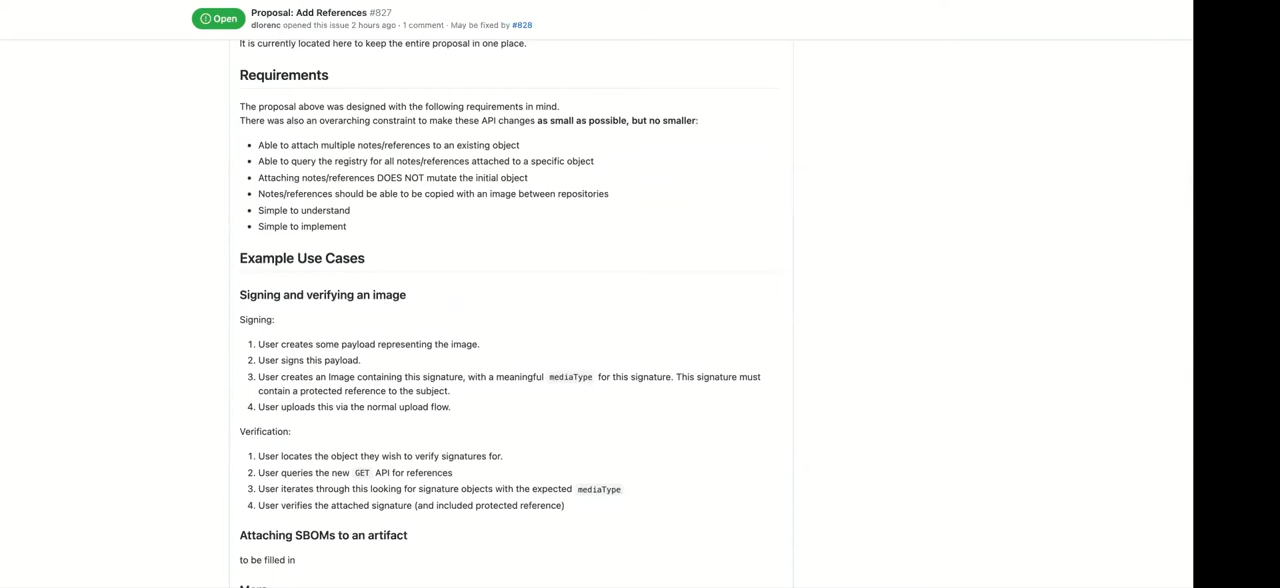 Open
Proposal: Add References #827
dlorenc opened this issue 2 hours ago · 1 comment · May be fixed by #828
It is currently located here to keep the entire proposal in one place.
Requirements
The proposal above was designed with the following requirements in mind.
There was also an overarching constraint to make these API changes as small as possible, but no smaller:
• Able to attach multiple notes/references to an existing object
• Able to query the registry for all notes/references attached to a specific object
• Attaching notes/references DOES NOT mutate the initial object
• Notes/references should be able to be copied with an image between repositories
• Simple to understand
• Simple to implement
Example Use Cases
Signing and verifying an image
Signing:
1. User creates some payload representing the image.
2. User signs this payload.
3. User creates an Image containing this signature, with a meaningful mediaType for this signature. This signature must
contain a protected reference to the subject.
4. User uploads this via the normal upload flow.
Verification:
1. User locates the object they wish to verify signatures for.
2. User queries the new GET API for references
3. User iterates through this looking for signature objects with the expected mediaType
4. User verifies the attached signature (and included protected reference)
Attaching SBOMs to an artifact
to be filled in